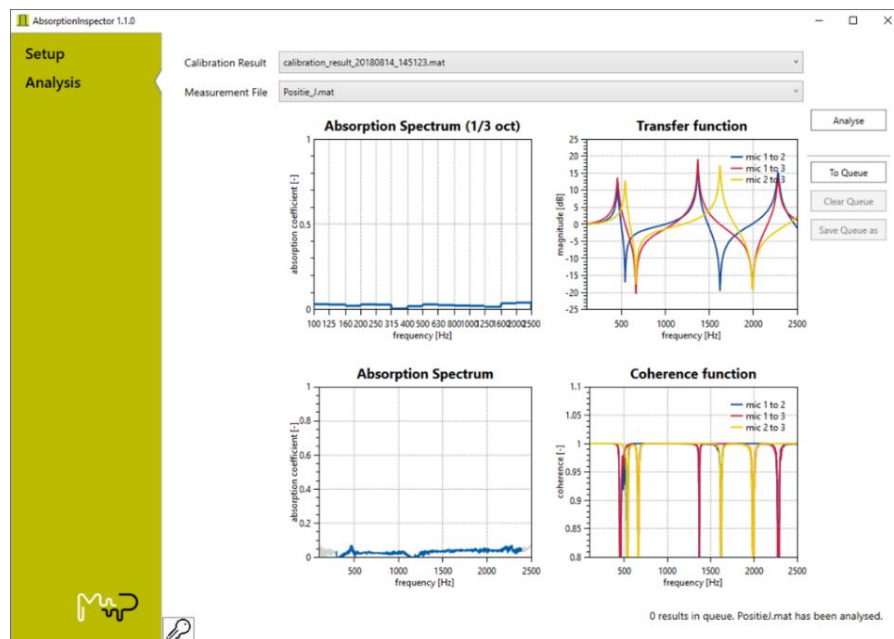 AbsorptionInspector 1.1.0
Setup
Analysis
Calibration Result
calibration_result_20180814_145123.mat
Measurement File
Positie_J.mat
Analyse
To Queue
Clear Queue
Save Queue as
Absorption Spectrum (1/3 oct)
absorption coefficient [-]
1
0.5
0
100 125 160 200 250 315 400 500 630 800 1000 1250 1600 2000 2500
frequency [Hz]
Transfer function
mic 1 to 2
mic 1 to 3
mic 2 to 3
magnitude [dB]
25
20
15
10
5
0
-5
-10
-15
-20
-25
500 1000 1500 2000 2500
frequency [Hz]
Absorption Spectrum
absorption coefficient [-]
1
0.8
0.6
0.4
0.2
0
500 1000 1500 2000 2500
frequency [Hz]
Coherence function
mic 1 to 2
mic 1 to 3
mic 2 to 3
coherence [-]
1.1
1.05
1
0.95
0.9
0.85
0.8
500 1000 1500 2000 2500
frequency [Hz]
0 results in queue. PositieJ.mat has been analysed.